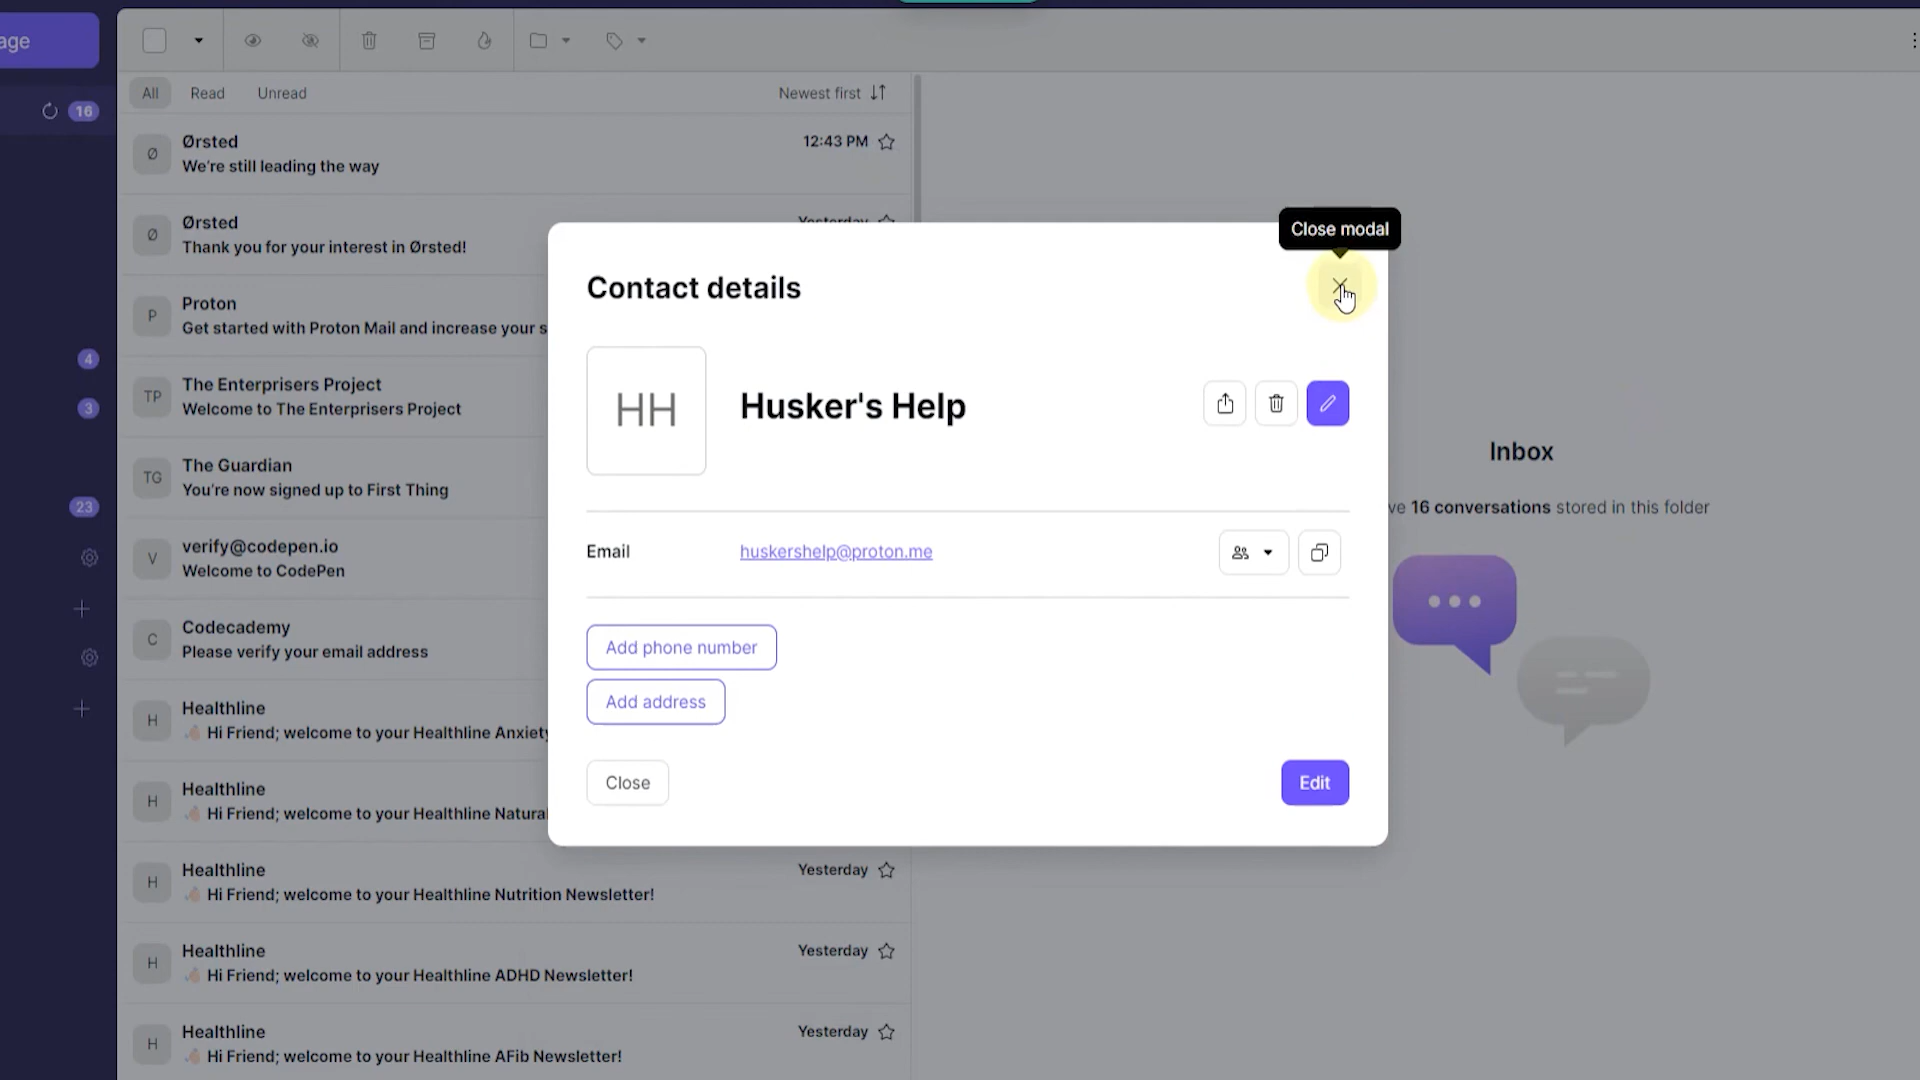 age
16
All Read Unread
Newest first
Ø
Ørsted
12:43 PM
We're still leading the way
Ø
Ørsted
Yesterday
Thank you for your interest in Ørsted!
P
Proton
Get started with Proton Mail and increase your s
4
TP
The Enterprisers Project
3
Welcome to The Enterprisers Project
TG
The Guardian
You're now signed up to First Thing
23
V
verify@codepen.io
Welcome to CodePen
C
Codecademy
Please verify your email address
H
Healthline
Hi Friend; welcome to your Healthline Anxiety
H
Healthline
Hi Friend; welcome to your Healthline Natural
H
Healthline
Yesterday
Hi Friend; welcome to your Healthline Nutrition Newsletter!
H
Healthline
Yesterday
Hi Friend; welcome to your Healthline ADHD Newsletter!
H
Healthline
Yesterday
Hi Friend; welcome to your Healthline AFib Newsletter!
Close modal
Contact details
HH
Husker's Help
Email
huskershelp@proton.me
Add phone number
Add address
Close
Edit
Inbox
ve 16 conversations stored in this folder